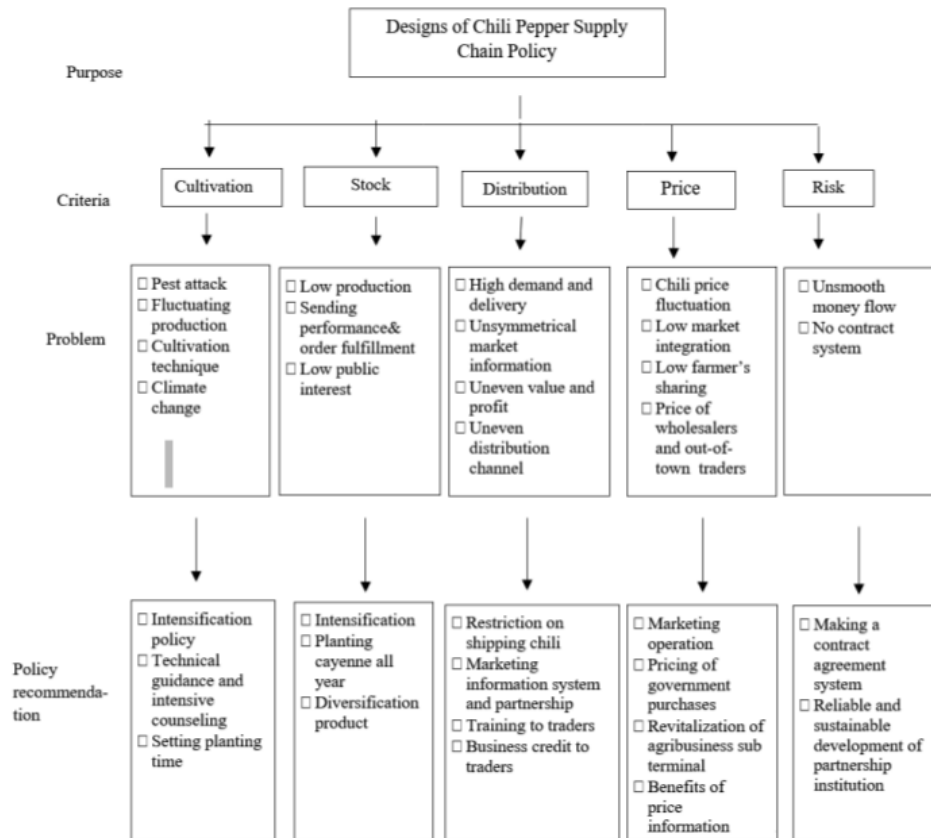 Designs of Chili Pepper Supply
Chain Policy
Purpose
Criteria
Cultivation
Stock
Distribution
Price
Risk
Problem
□ Pest attack
□ Fluctuating
production
□ Cultivation
technique
□ Climate
change
□ Low production
□ Sending
performance&
order fulfillment
□ Low public
interest
□ High demand and
delivery
□ Unsymmetrical
market
information
□ Uneven value and
profit
□ Uneven
distribution
channel
□ Chili price
fluctuation
□ Low market
integration
□ Low farmer's
sharing
□ Price of
wholesalers
and out-of-
town traders
□ Unsmooth
money flow
□ No contract
system
Policy
recommenda-
tion
□ Intensification
policy
□ Technical
guidance and
intensive
counseling
□ Setting planting
time
□ Intensification
□ Planting
cayenne all
year
□ Diversification
product
□ Restriction on
shipping chili
□ Marketing
information system
and partnership
□ Training to traders
□ Business credit to
traders
□ Marketing
operation
□ Pricing of
government
purchases
□ Revitalization of
agribusiness sub
terminal
□ Benefits of
price
information
□ Making a
contract
agreement
system
□ Reliable and
sustainable
development of
partnership
institution